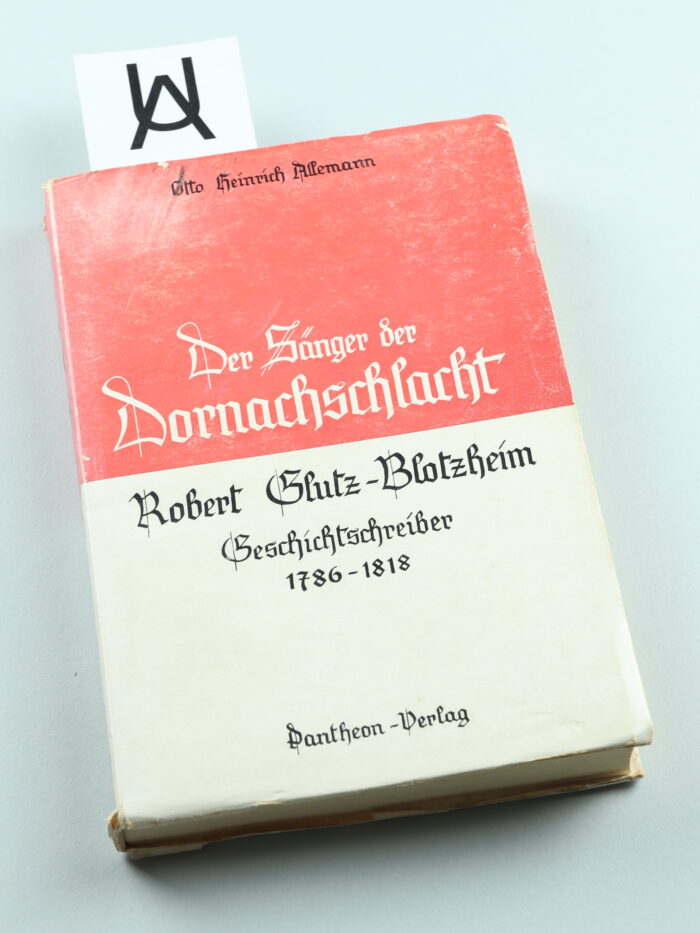 Otto Heinrich Allemann
Der Sänger der
Dornachschlacht
Robert Glutz-Blotzheim
Geschichtschreiber
1786-1818
Pantheon-Verlag